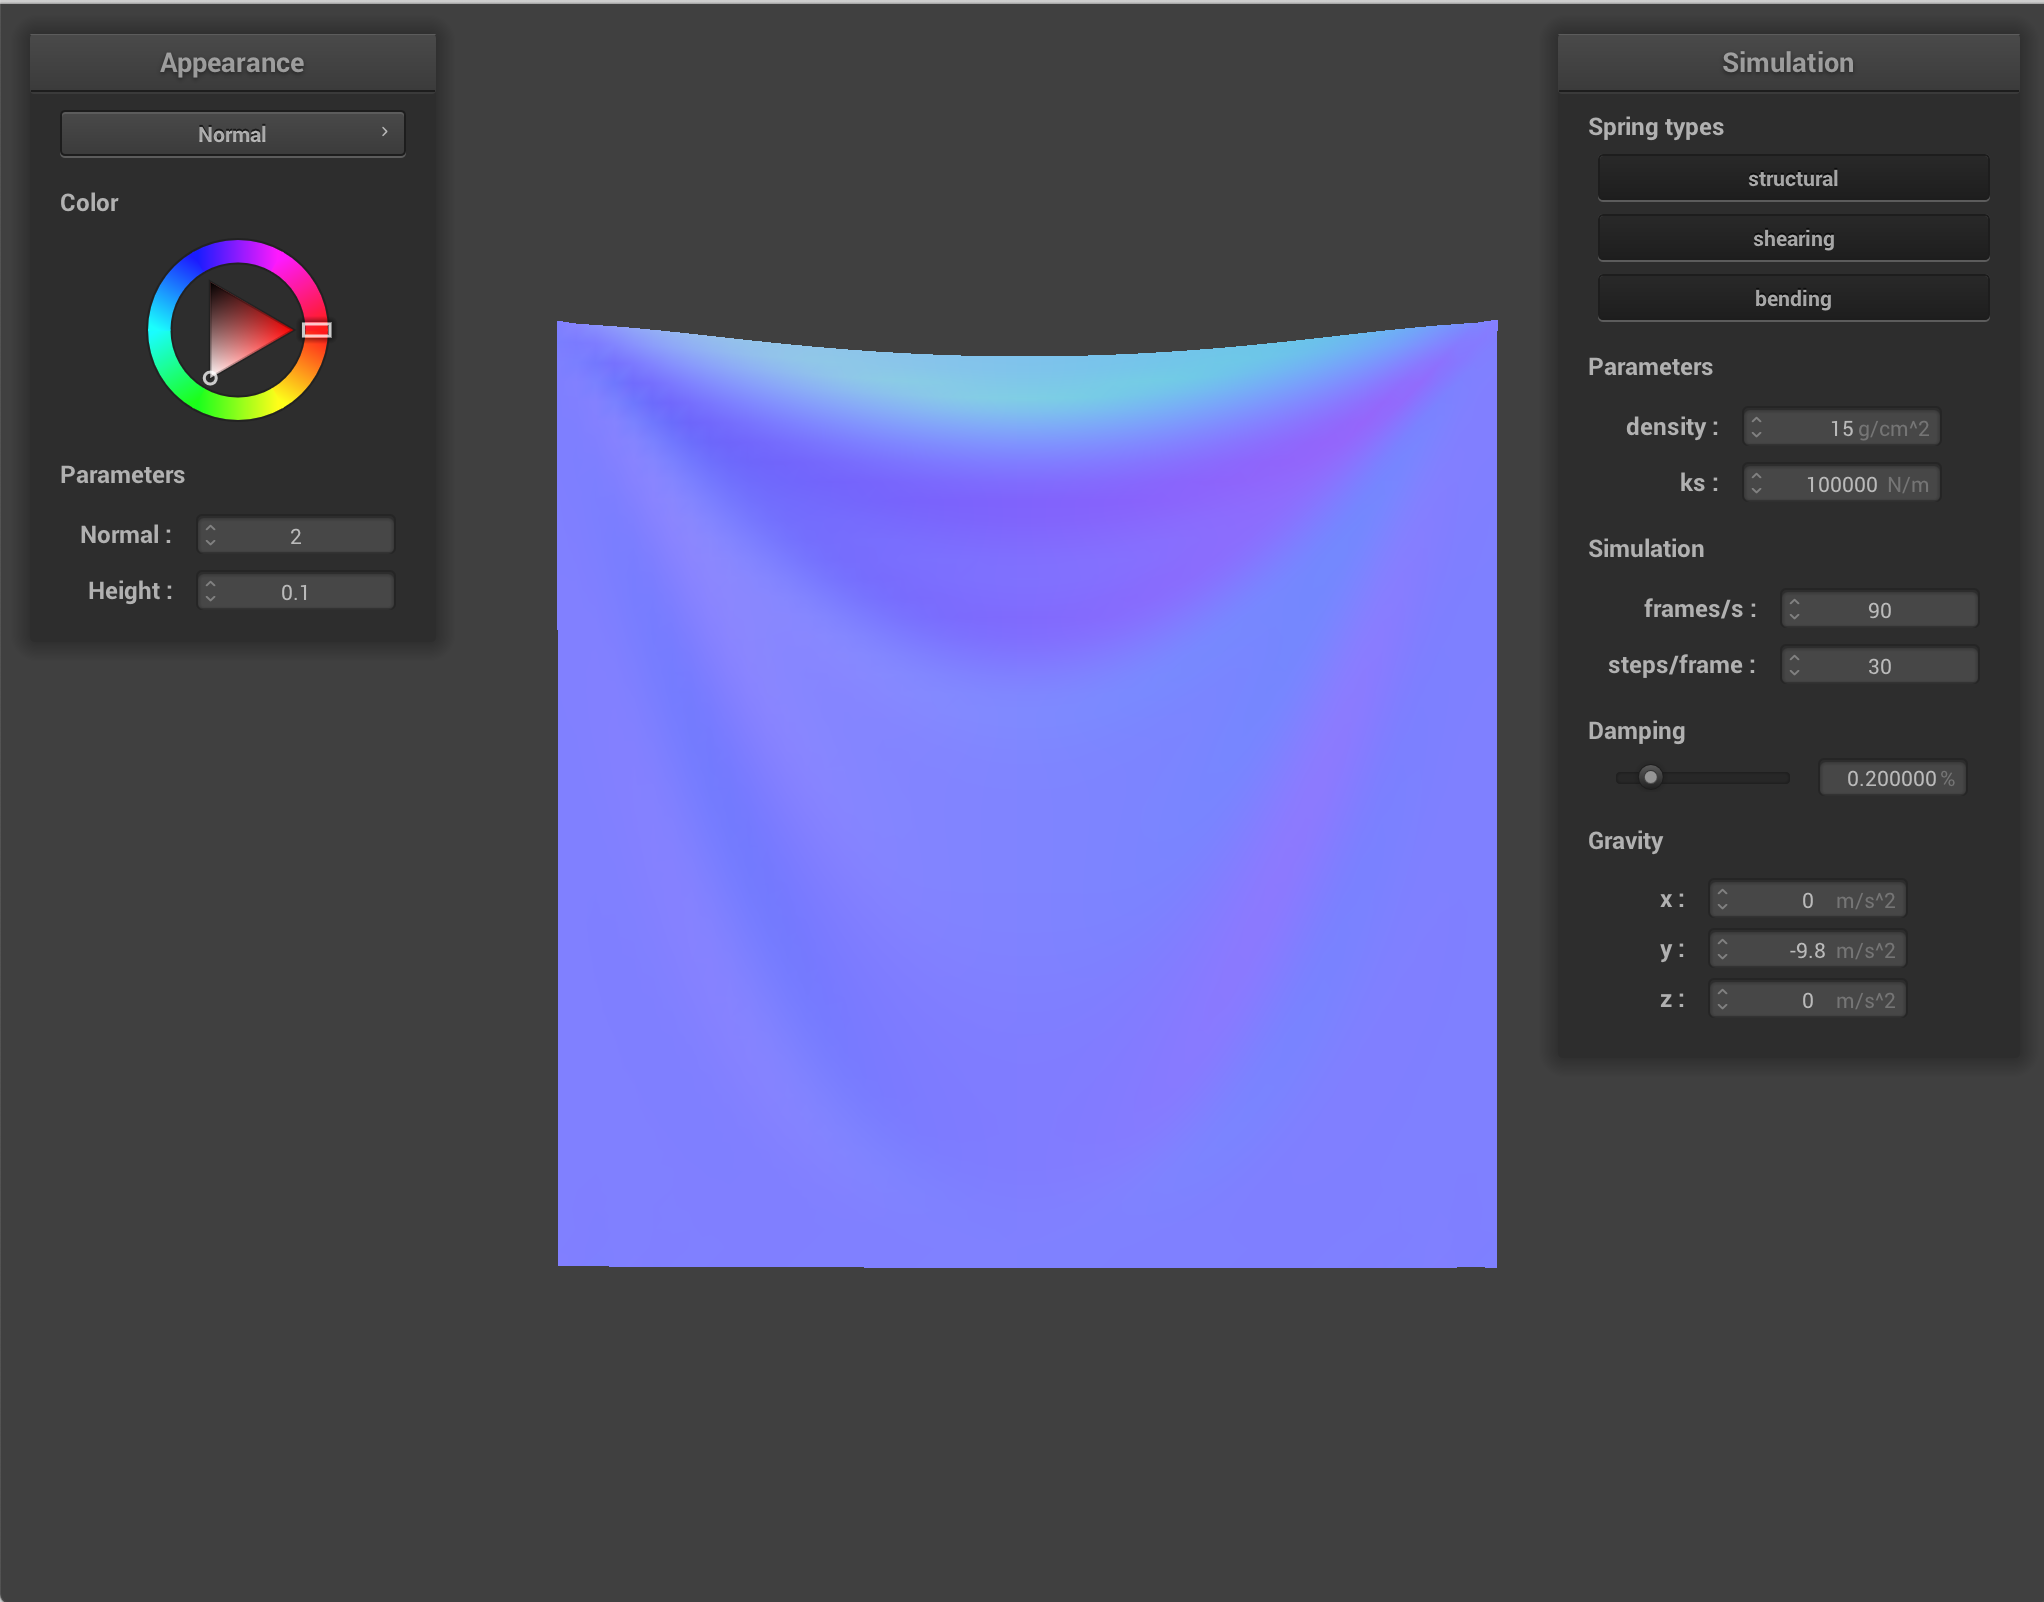 Appearance
Normal
Color
Parameters
Normal : 2
Height : 0.1
Simulation
Spring types
structural
shearing
bending
Parameters
density : 15 g/cm^2
ks : 100000 N/m
Simulation
frames/s : 90
steps/frame : 30
Damping
0.200000 %
Gravity
x : 0 m/s^2
y : -9.8 m/s^2
z : 0 m/s^2